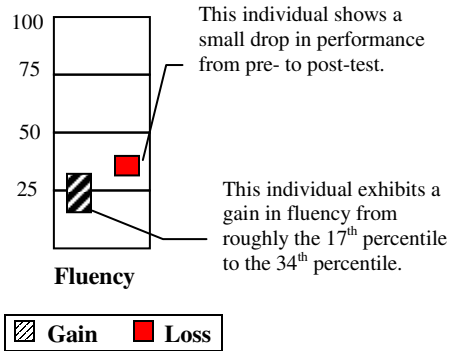 This individual shows a
small drop in performance
from pre- to post-test.
100
75
50
25
This individual exhibits a
gain in fluency from
roughly the 17th percentile
to the 34th percentile.
Fluency
Gain Loss